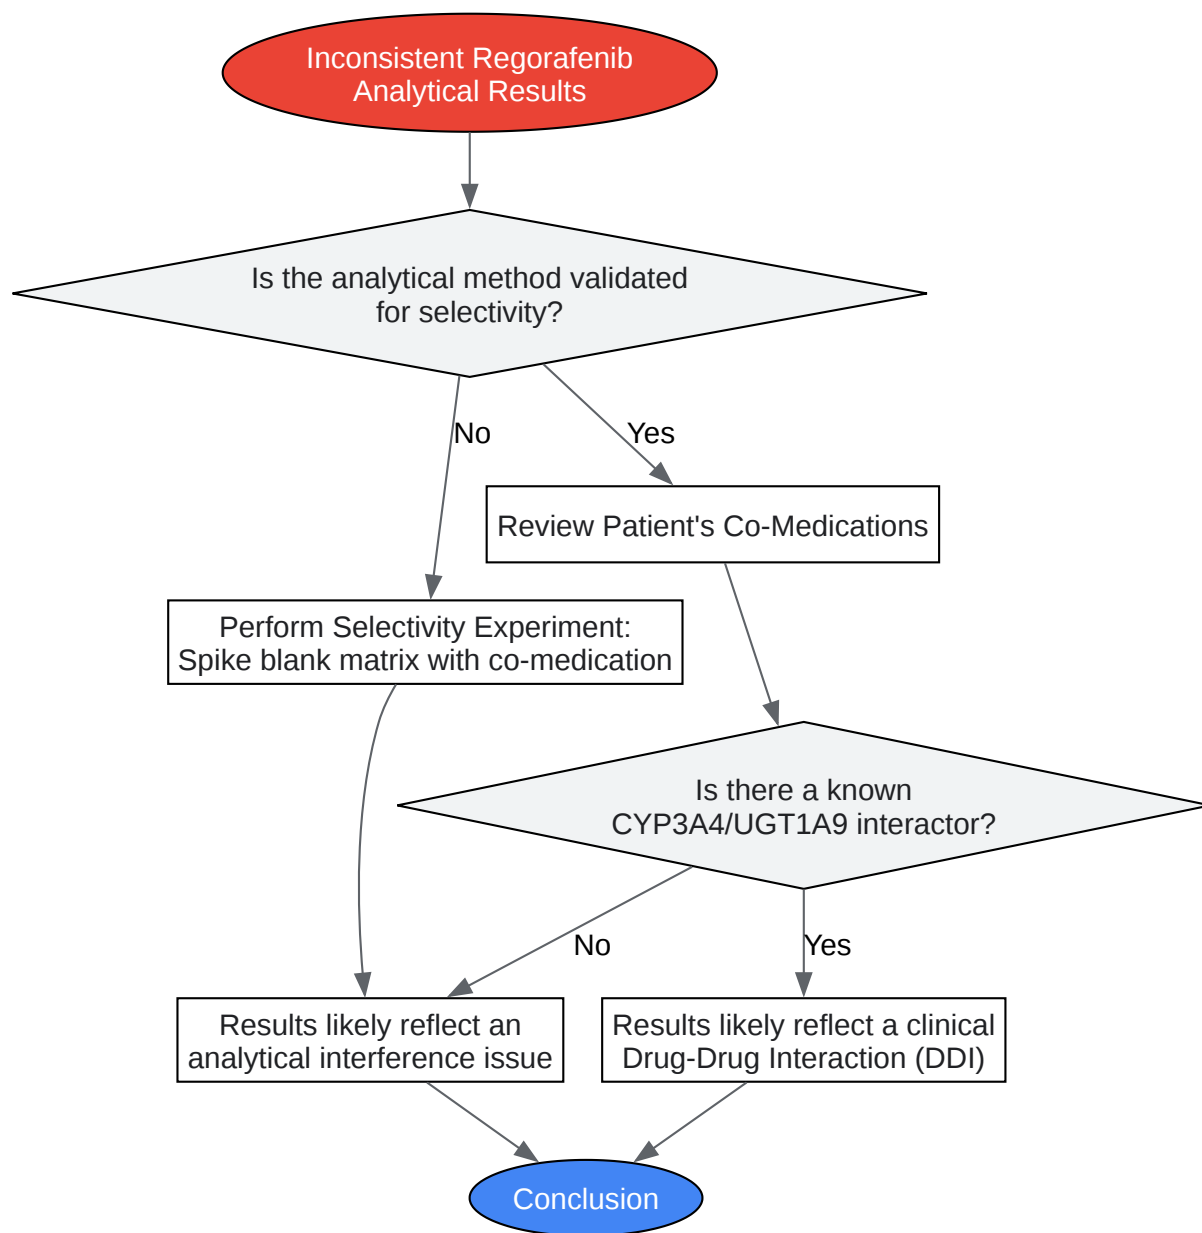 Inconsistent Regorafenib
Analytical Results
Is the analytical method validated
for selectivity?
No
Yes
Review Patient's Co-Medications
Perform Selectivity Experiment:
Spike blank matrix with co-medication
Is there a known
CYP3A4/UGT1A9 interactor?
No
Yes
Results likely reflect an
analytical interference issue
Results likely reflect a clinical
Drug-Drug Interaction (DDI)
Conclusion